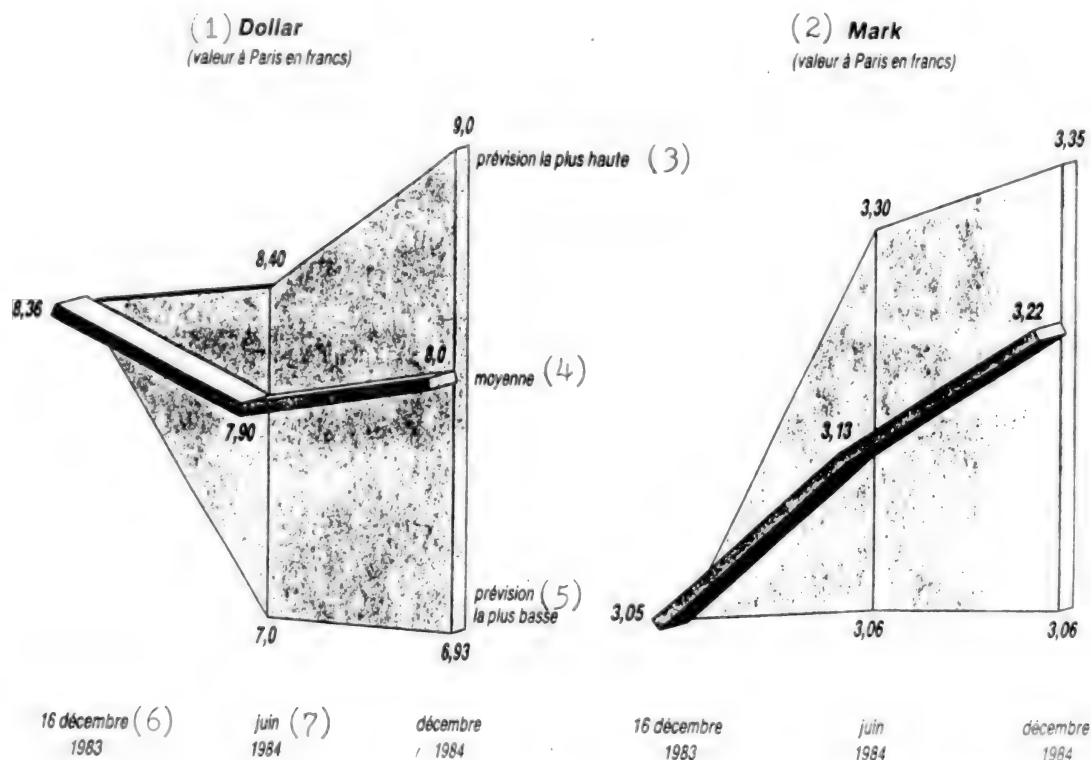 (1) Dollar
(valeur à Paris en francs)
9,0
prévision la plus haute (3)
8,40
8,36
8,0
moyenne (4)
7,90
prévision (5)
la plus basse
7,0
6,93
16 décembre (6)
1983
juin (7)
1984
décembre
1984
(2) Mark
(valeur à Paris en francs)
3,35
3,30
3,22
3,13
3,05
3,06
3,06
16 décembre
1983
juin
1984
décembre
1984